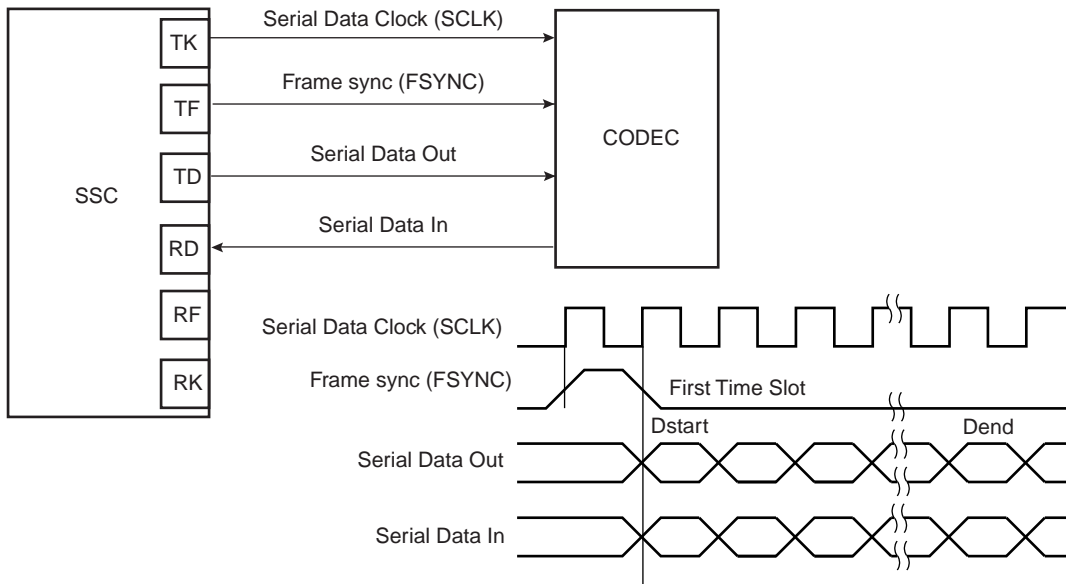 Serial Data Clock (SCLK)
TK
Frame sync (FSYNC)
TF
CODEC
Serial Data Out
TD
SSC
Serial Data In
RD
RF
Serial Data Clock (SCLK)
RK
Frame sync (FSYNC)
First Time Slot
Dstart
Dend
Serial Data Out
Serial Data In